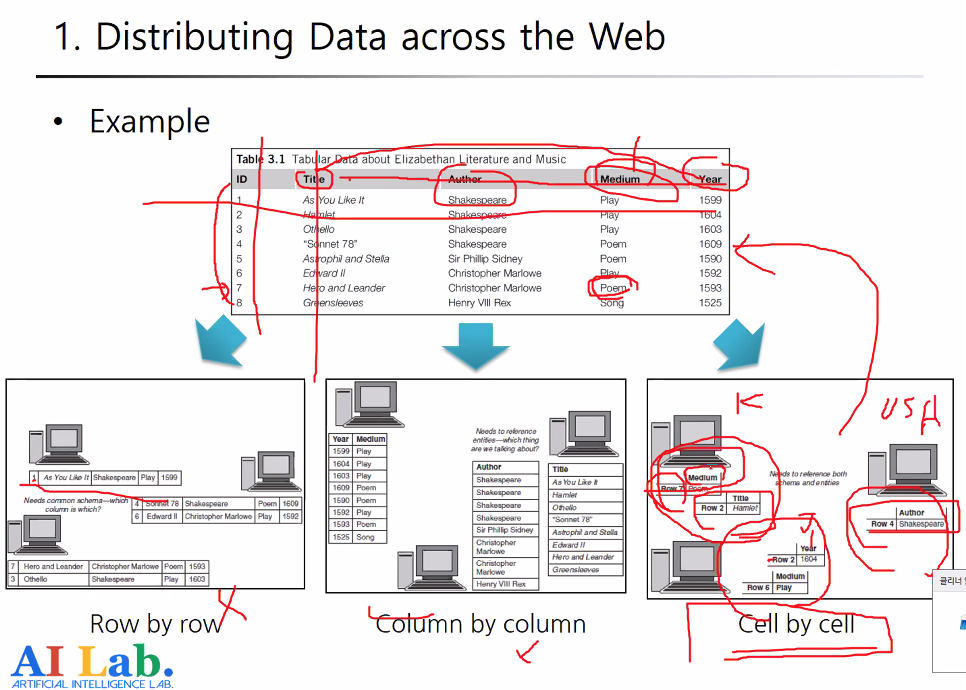 1. Distributing Data across the Web
• Example
Table 3.1 Tabular Data about Elizabethan Literature and Music
ID Title Author Medium Year
1 As You Like It Shakespeare Play 1599
2 Hamlet Shakespeare Play 1604
3 Othello Shakespeare Play 1603
4 "Sonnet 78" Shakespeare Poem 1609
5 Astrophil and Stella Sir Phillip Sidney Poem 1590
6 Edward II Christopher Marlowe Play 1592
7 Hero and Leander Christopher Marlowe Poem 1593
8 Greensleeves Henry VIII Rex Song 1525
1 As You Like It Shakespeare Play 1599
Needs common schema—which
column is which?
4 Sonnet 78 Shakespeare Poem 1609
6 Edward II Christopher Marlowe Play 1592
7 Hero and Leander Christopher Marlowe Poem 1593
3 Othello Shakespeare Play 1603
Row by row
Year Medium
1599 Play
1604 Play
1603 Play
1609 Poem
1590 Poem
1592 Play
1593 Poem
1525 Song
Needs to reference
entities—which thing
are we talking about?
Author
Shakespeare
Shakespeare
Shakespeare
Shakespeare
Sir Phillip Sidney
Christopher
Marlowe
Christopher
Marlowe
Henry VIII Rex
Title
As You Like It
Hamlet
Othello
"Sonnet 78"
Astrophil and Stella
Edward II
Hero and Leander
Greensleeves
Column by column
K
USA
Medium
Row 7 Poem
Title
Row 2 Hamlet
Needs to reference both
schema and entities
Author
Row 4 Shakespeare
J
Year
Row 2 1604
Medium
Row 6 Play
Cell by cell
AI Lab.
ARTIFICIAL INTELLIGENCE LAB.